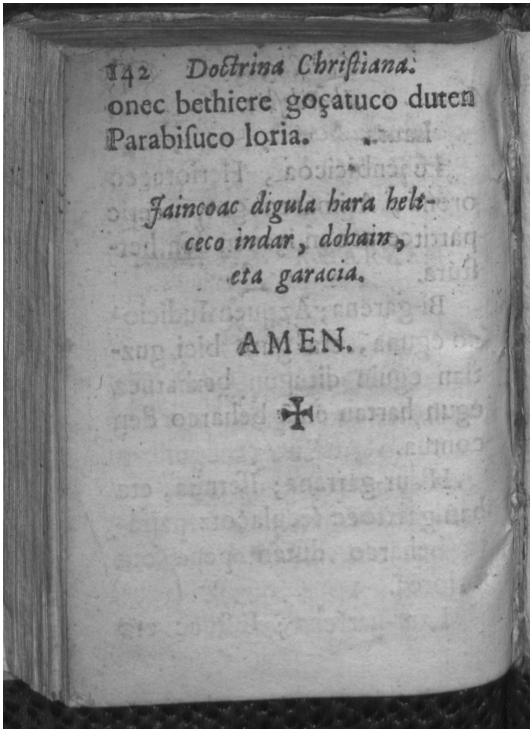 142 Doctrina Chriſtiana.
onec bethiere goçatuco duten
Parabiſuco loria.
Jaincoac digula hara helt-
ceco indar, dohain,
eta garacia.
AMEN.